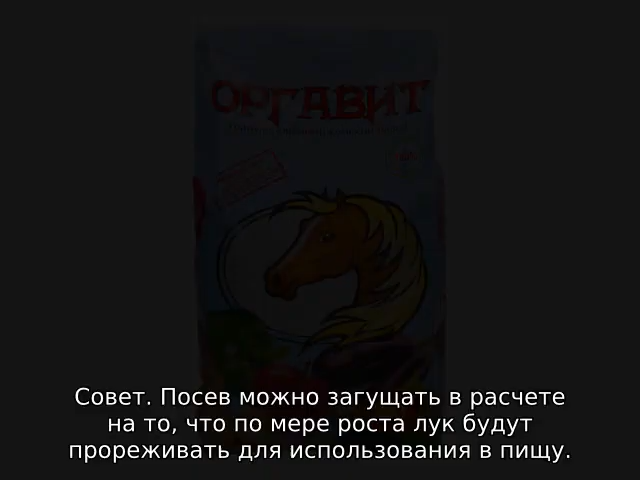 ОРГАВИТ
Совет. Посев можно загущать в расчете
на то, что по мере роста лук будут
прореживать для использования в пищу.